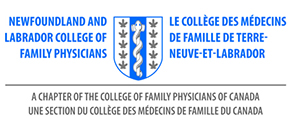 NEWFOUNDLAND AND
LABRADOR COLLEGE OF
FAMILY PHYSICIANS
LE COLLÈGE DES MÉDECINS
DE FAMILLE DE TERRE-
NEUVE-ET-LABRADOR
A CHAPTER OF THE COLLEGE OF FAMILY PHYSICIANS OF CANADA
UNE SECTION DU COLLÈGE DES MÉDECINS DE FAMILLE DU CANADA